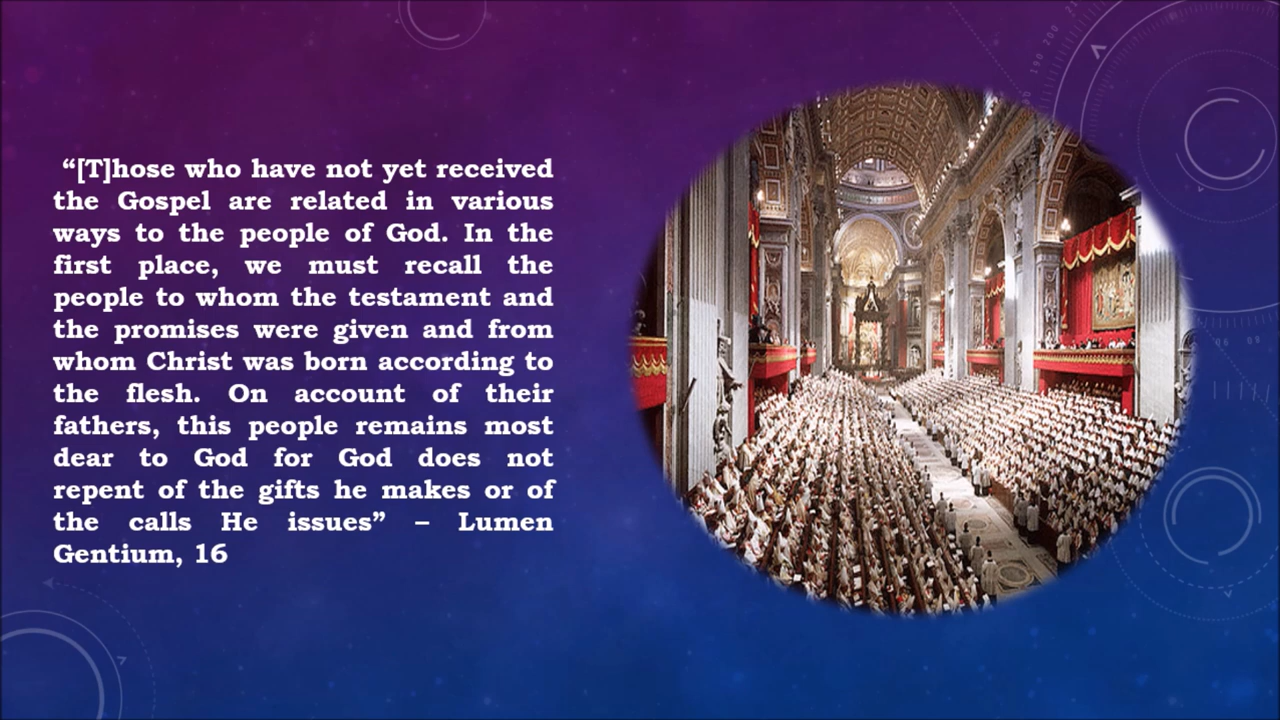 “[T]hose who have not yet received
the Gospel are related in various
ways to the people of God. In the
first place, we must recall the
people to whom the testament and
the promises were given and from
whom Christ was born according to
the flesh. On account of their
fathers, this people remains most
dear to God for God does not
repent of the gifts he makes or of
the calls He issues” – Lumen
Gentium, 16
190 200